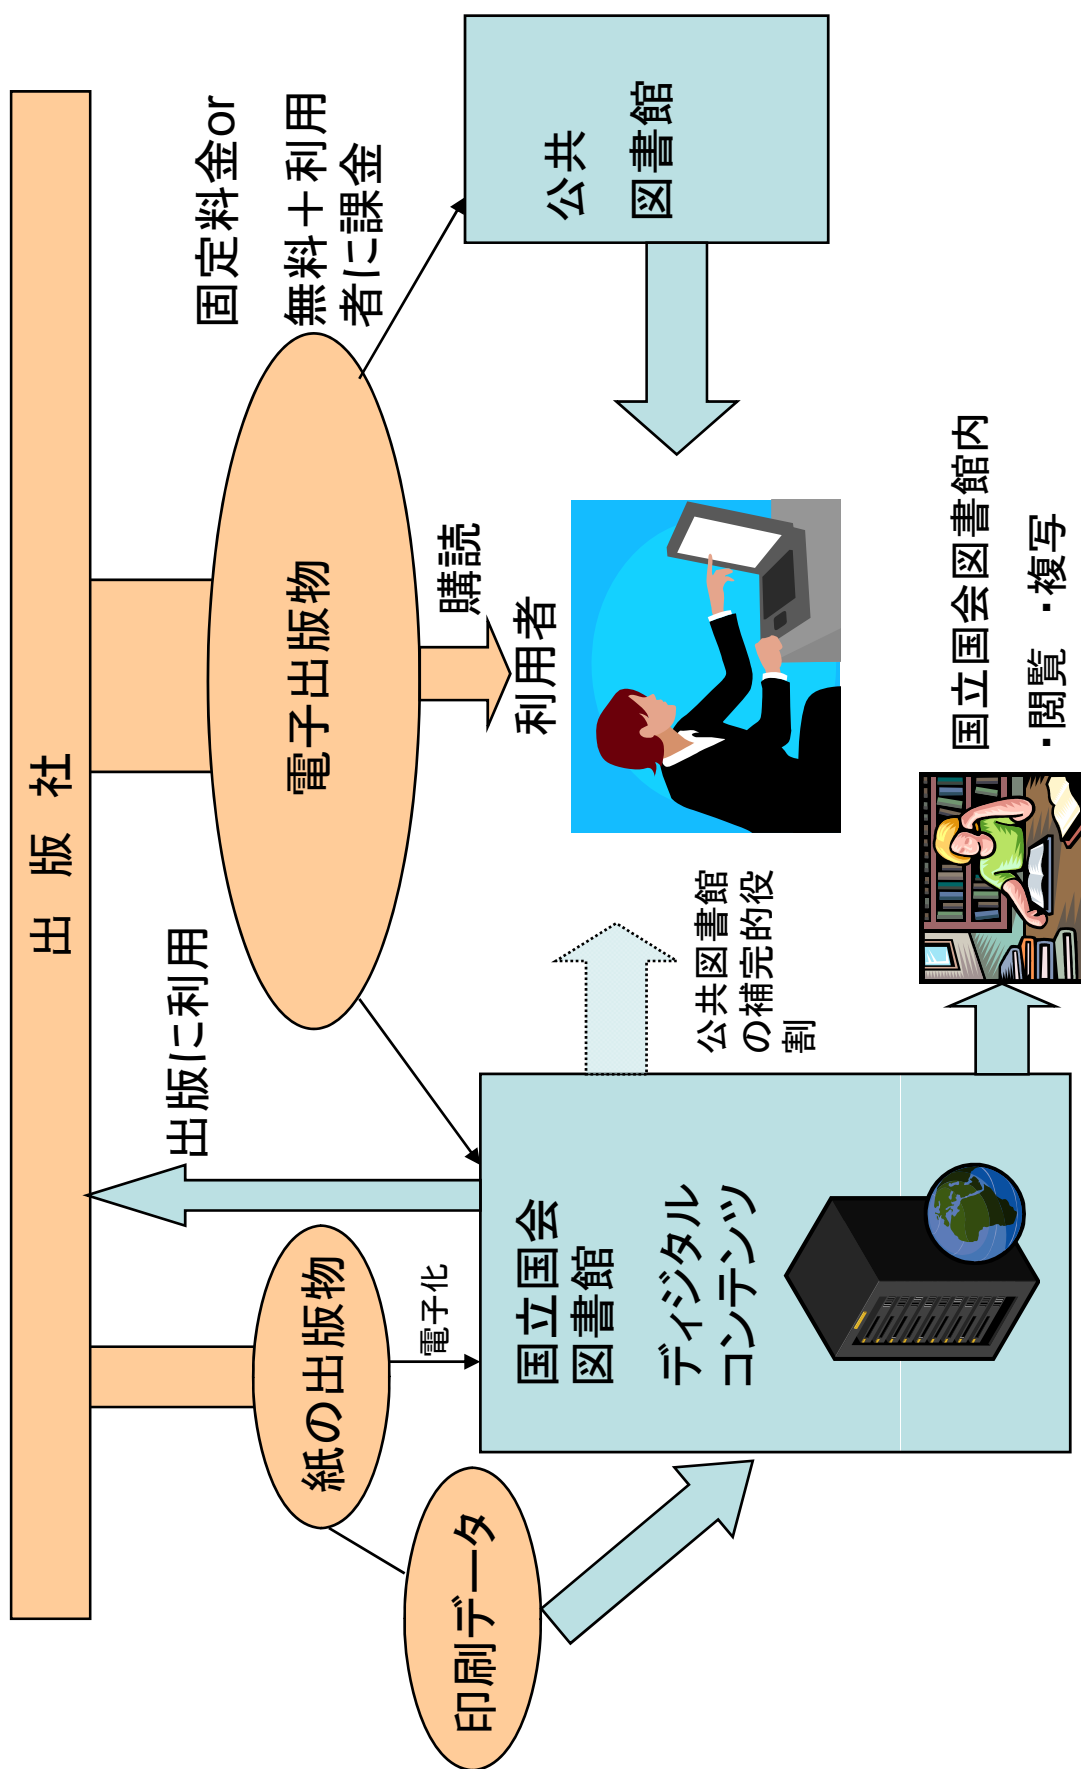 出 版 社
固定料金or
無料＋利用
者に課金
出版に利用
電子出版物
紙の出版物
印刷データ
電子化
購読
利用者
公共
図書館
国立国会
図書館
ディジタル
コンテンツ
公共図書館
の補完的役
割
国立国会図書館内
・閲覧 ・複写